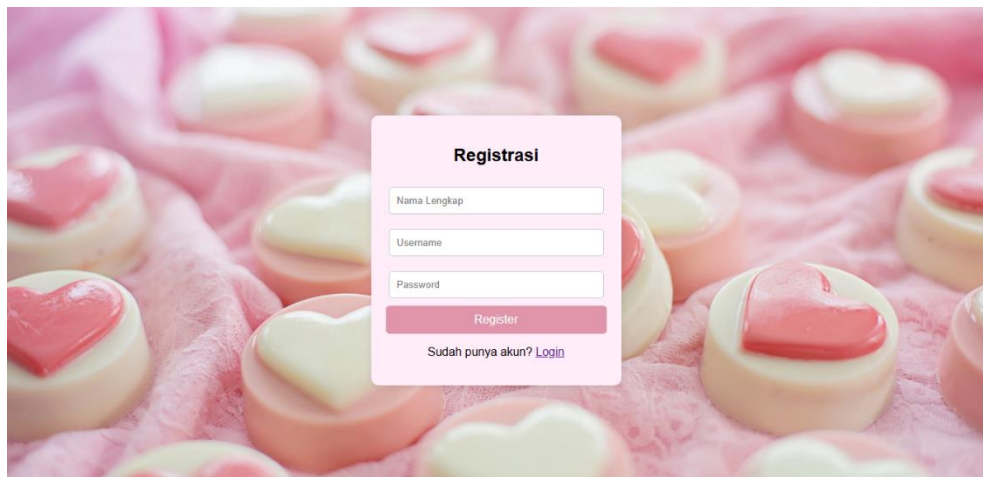 Registrasi
Nama Lengkap
Username
Password
Register
Sudah punya akun? Login